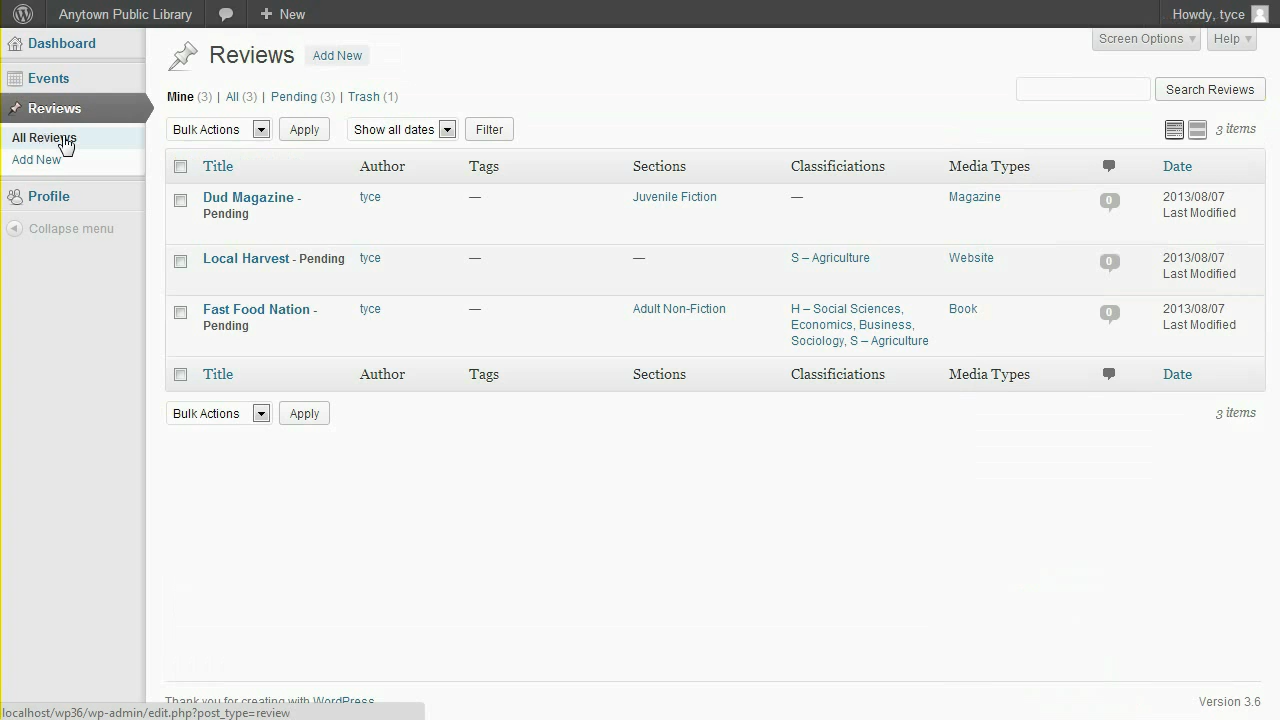 Anytown Public Library + New Howdy, tyce
Dashboard
Events
Reviews
All Reviews
Add New
Profile
Collapse menu
Screen Options Help
Reviews Add New
Mine (3) | All (3) | Pending (3) | Trash (1)
Search Reviews
Bulk Actions Apply Show all dates Filter 3 items
Title Author Tags Sections Classificiations Media Types Date
Dud Magazine - Pending tyce — Juvenile Fiction — Magazine 0 2013/08/07 Last Modified
Local Harvest - Pending tyce — — S – Agriculture Website 0 2013/08/07 Last Modified
Fast Food Nation - Pending tyce — Adult Non-Fiction H – Social Sciences, Economics, Business, Sociology, S – Agriculture Book 0 2013/08/07 Last Modified
Title Author Tags Sections Classificiations Media Types Date
Bulk Actions Apply 3 items
Thank you for creating with WordPress Version 3.6
localhost/wp36/wp-admin/edit.php?post_type=review